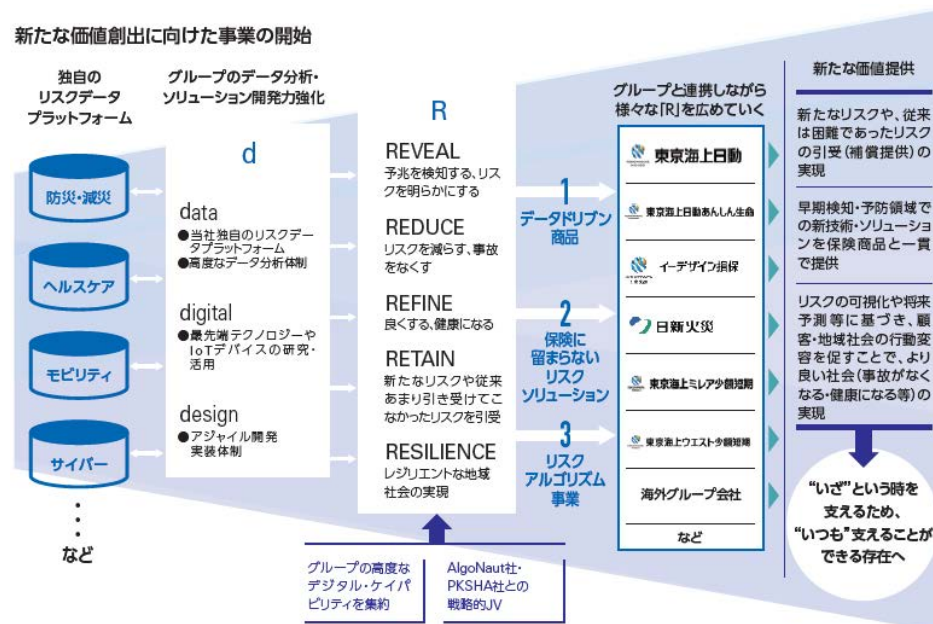 新たな価値創出に向けた事業の開始
独自の
リスクデータ
プラットフォーム
防災・減災
ヘルスケア
モビリティ
サイバー
など
グループのデータ分析・
ソリューション開発力強化
d
data
●当社独自のリスクデー
タプラットフォーム
●高度なデータ分析体制
digital
●最先端テクノロジーや
IoTデバイスの研究・
活用
design
●アジャイル開発
実装体制
R
REVEAL
予兆を検知する、リス
クを明らかにする
REDUCE
リスクを減らす、事故
をなくす
REFINE
良くする、健康になる
RETAIN
新たなリスクや従来
あまり引き受けてこ
なかったリスクを引受
RESILIENCE
レジリエントな地域
社会の実現
グループの高度な
デジタル・ケイパ
ビリティを集約
AlgoNaut社・
PKSHA社との
戦略的JV
1
データドリブン
商品
2
保険に
留まらない
リスク
ソリューション
3
リスク
アルゴリズム
事業
グループと連携しながら
様々な「R」を広めていく
東京海上日動
東京海上日動あんしん生命
イーデザイン損保
日新火災
東京海上ミレア少額短期
東京海上ウエスト少額短期
海外グループ会社
など
新たな価値提供
新たなリスクや、従来
は困難であったリスク
の引受(補償提供)の
実現
早期検知・予防領域で
の新技術・ソリューショ
ンを保険商品と一貫
で提供
リスクの可視化や将来
予測等に基づき、顧
客・地域社会の行動変
容を促すことで、より
良い社会(事故がなく
なる・健康になる等)の
実現
“いざ”という時を
支えるため、
“いつも”支えることが
できる存在へ